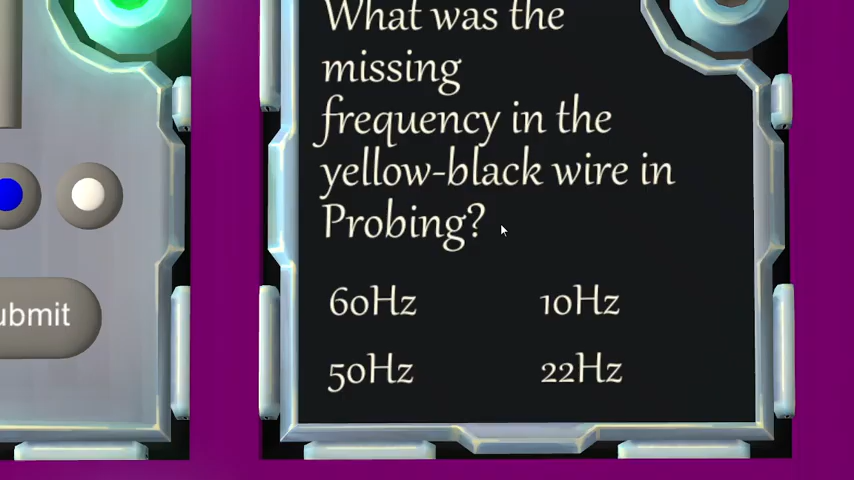 What was the
missing
frequency in the
yellow-black wire in
Probing?
60Hz 10Hz
50Hz 22Hz
ubmit